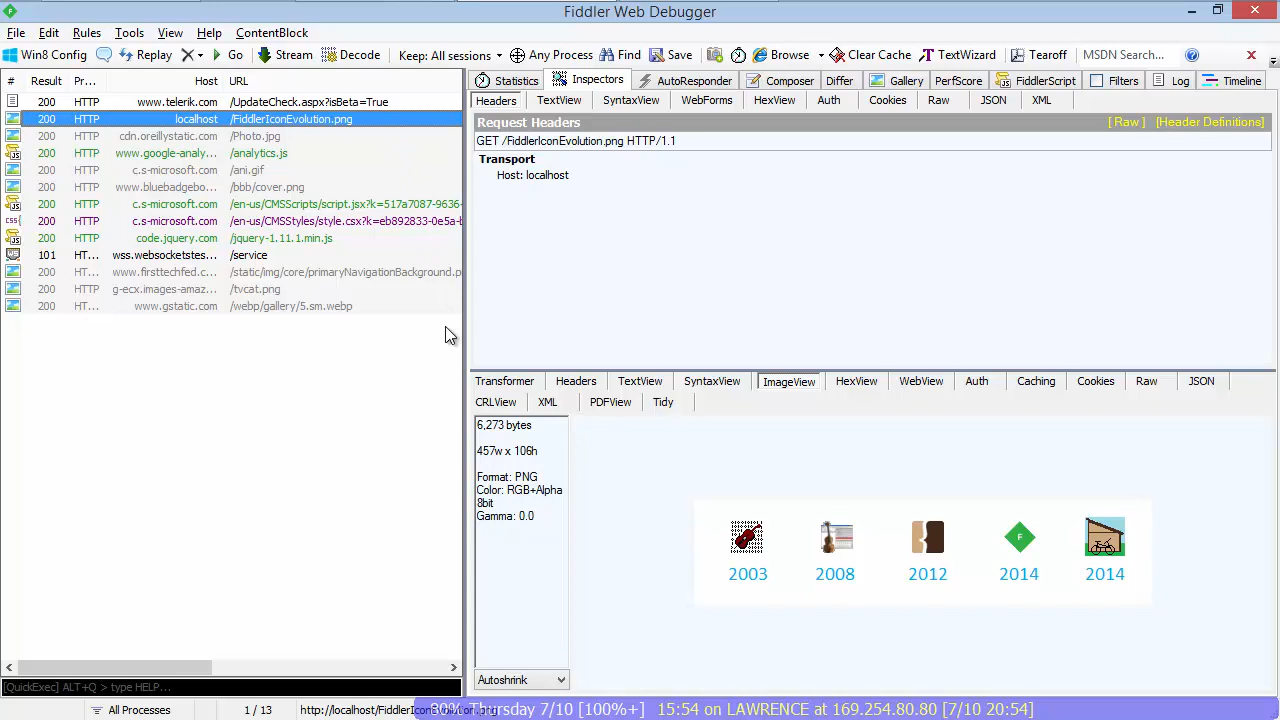 Fiddler Web Debugger
File Edit Rules Tools View Help ContentBlock
Win8 Config Replay Go Stream Decode Keep: All sessions Any Process Find Save Browse Clear Cache TextWizard Tearoff MSDN Search...
# Result Pr... Host URL
200 HTTP www.telerik.com /UpdateCheck.aspx?isBeta=True
200 HTTP localhost /FiddlerIconEvolution.png
200 HTTP cdn.oreillystatic.com /Photo.jpg
200 HTTP www.google-analy... /analytics.js
200 HTTP c.s-microsoft.com /ani.gif
200 HTTP www.bluebadgebo... /bbb/cover.png
200 HTTP c.s-microsoft.com /en-us/CMSScripts/script.jsx?k=517a7087-9636-
200 HTTP c.s-microsoft.com /en-us/CMSStyles/style.csx?k=eb892833-0e5a-b
200 HTTP code.jquery.com /jquery-1.11.1.min.js
101 HT... wss.websocketstes... /service
200 HT... www.firsttechfed.c... /static/img/core/primaryNavigationBackground.p
200 HT... g-ecx.images-amaz... /tvcat.png
200 HT... www.gstatic.com /webp/gallery/5.sm.webp
[QuickExec] ALT+Q > type HELP...
Statistics Inspectors AutoResponder Composer Differ Gallery PerfScore FiddlerScript Filters Log Timeline
Headers TextView SyntaxView WebForms HexView Auth Cookies Raw JSON XML
Request Headers [ Raw ] [Header Definitions]
GET /FiddlerIconEvolution.png HTTP/1.1
Transport
Host: localhost
Transformer Headers TextView SyntaxView ImageView HexView WebView Auth Caching Cookies Raw JSON
CRLView XML PDFView Tidy
6,273 bytes
457w x 106h
Format: PNG
Color: RGB+Alpha
8bit
Gamma: 0.0
F
2003 2008 2012 2014 2014
Autoshrink
All Processes 1 / 13 http://localhost/FiddlerIconEvolution.png
80% Thursday 7/10 [100%+] 15:54 on LAWRENCE at 169.254.80.80 [7/10 20:54]